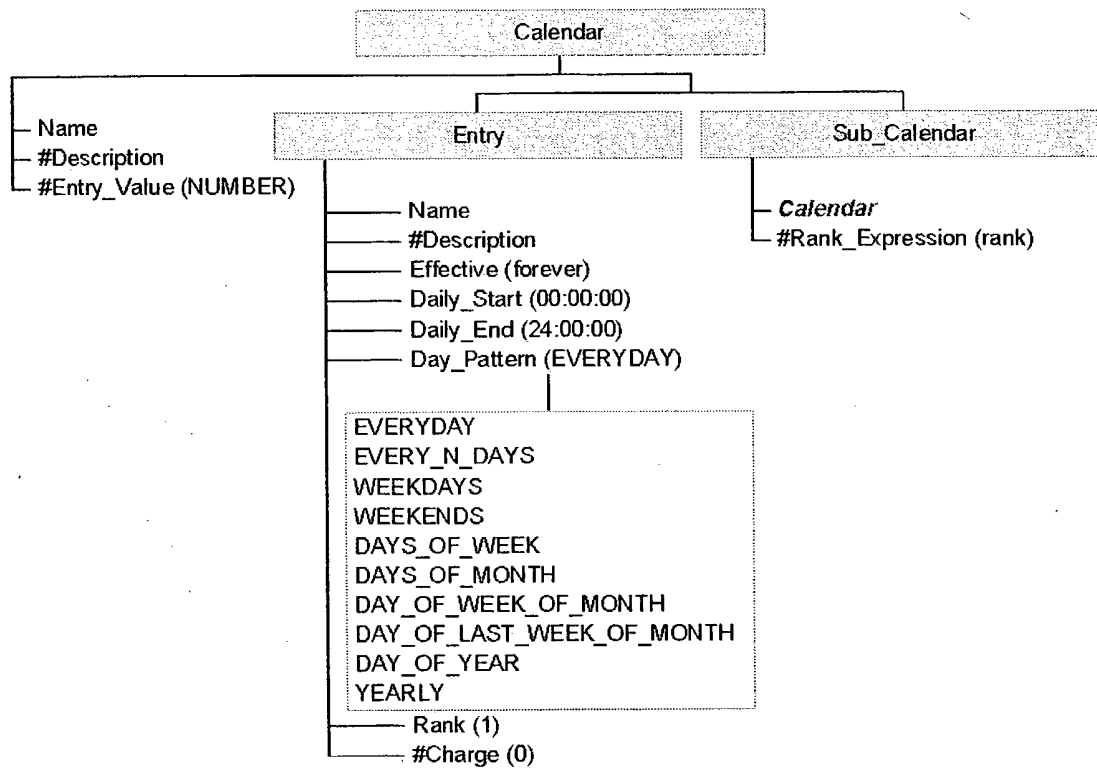 Calendar
Name
#Description
#Entry_Value (NUMBER)
Entry
Sub_Calendar
Name
#Description
Effective (forever)
Daily_Start (00:00:00)
Daily_End (24:00:00)
Day_Pattern (EVERYDAY)
EVERYDAY
EVERY_N_DAYS
WEEKDAYS
WEEKENDS
DAYS_OF_WEEK
DAYS_OF_MONTH
DAY_OF_WEEK_OF_MONTH
DAY_OF_LAST_WEEK_OF_MONTH
DAY_OF_YEAR
YEARLY
Rank (1)
#Charge (0)
Calendar
#Rank_Expression (rank)